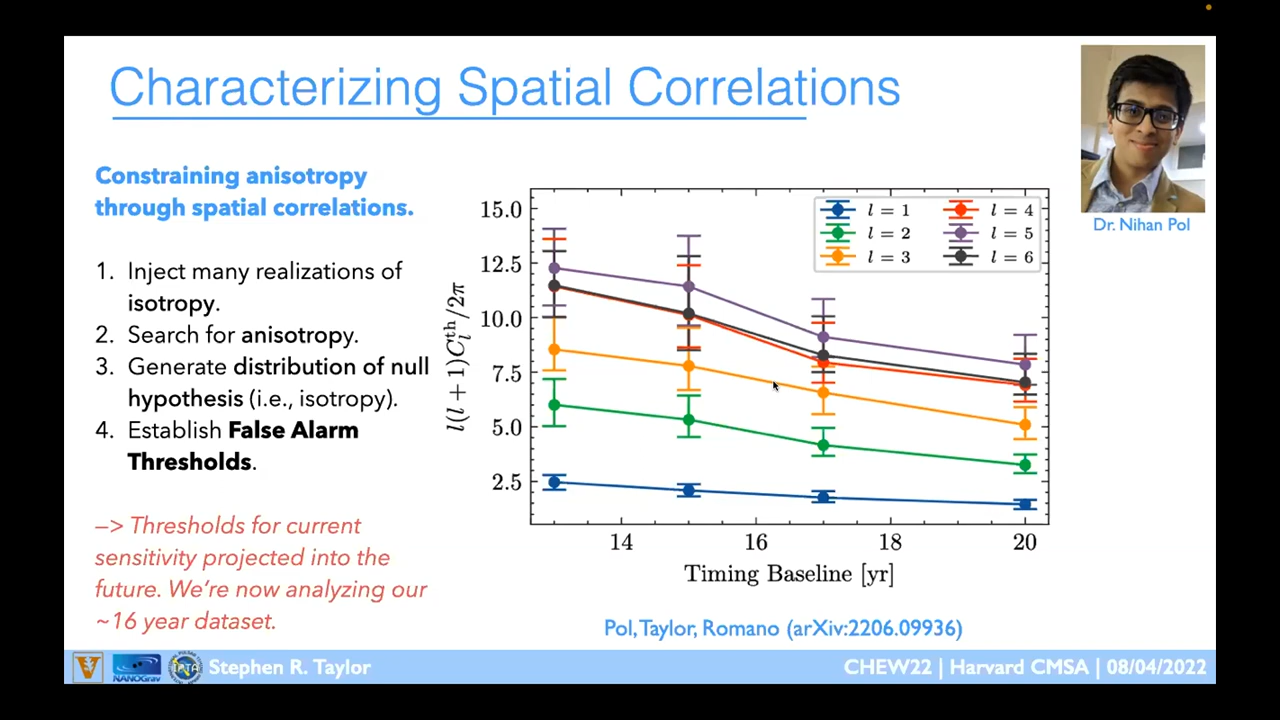 Characterizing Spatial Correlations
Dr. Nihan Pol
Constraining anisotropy
through spatial correlations.
1. Inject many realizations of
isotropy.
2. Search for anisotropy.
3. Generate distribution of null
hypothesis (i.e., isotropy).
4. Establish False Alarm
Thresholds.
—> Thresholds for current
sensitivity projected into the
future. We’re now analyzing our
~16 year dataset.
l(l + 1)C_l^th/2π
15.0
12.5
10.0
7.5
5.0
2.5
l = 1
l = 2
l = 3
l = 4
l = 5
l = 6
14 16 18 20
Timing Baseline [yr]
Pol, Taylor, Romano (arXiv:2206.09936)
NANOGrav
IPTA
Stephen R. Taylor
CHEW22 | Harvard CMSA | 08/04/2022